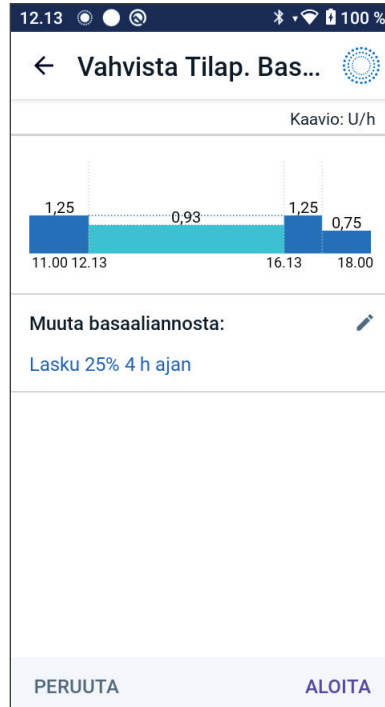 12.13 100 %
Vahvista Tilap. Bas...
Kaavio: U/h
1,25 0,93 1,25 0,75
11.00 12.13 16.13 18.00
Muuta basaaliannosta:
Lasku 25% 4 h ajan
PERUUTA ALOITA